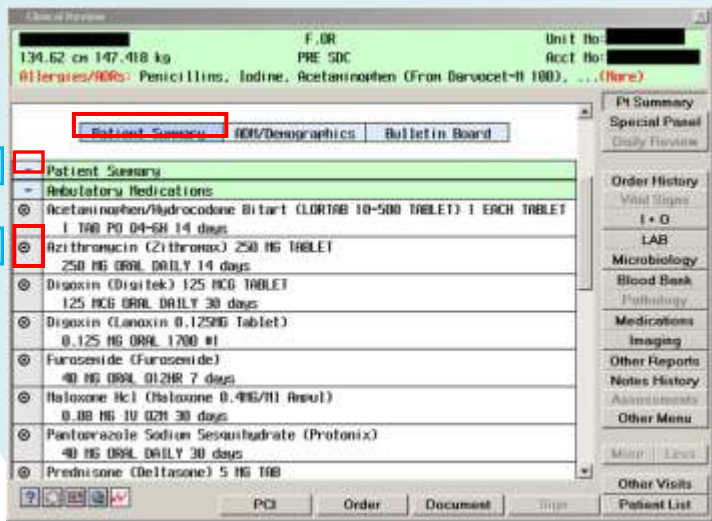 Clinical Review
F.OR
Unit No:
134.62 cm 147.418 kg
PRE SDC
Acct No:
Allergies/ADRs: Penicillins, Iodine, Acetaminophen (From Darvocet-N 100), ...(More)
Patient Summary
ADM/Demographics
Bulletin Board
Patient Summary
Ambulatory Medications
Acetaminophen/Hydrocodone Bitart (LORTAB 10-500 TABLET) 1 EACH TABLET
1 TAB PO Q4-6H 14 days
Azithromycin (Zithromax) 250 MG TABLET
250 MG ORAL DAILY 14 days
Digoxin (Digitek) 125 MCG TABLET
125 MCG ORAL DAILY 30 days
Digoxin (Lanoxin 0.125MG Tablet)
0.125 MG ORAL 1700 #1
Furosemide (Furosemide)
40 MG ORAL Q12HR 7 days
Naloxone Hcl (Naloxone 0.4MG/Ml Ampul)
0.08 MG IV Q2M 30 days
Pantoprazole Sodium Sesquihydrate (Protonix)
40 MG ORAL DAILY 30 days
Prednisone (Deltasone) 5 MG TAB
PCI
Order
Document
Sign
Pt Summary
Special Panel
Daily Review
Order History
Vital Signs
I + O
LAB
Microbiology
Blood Bank
Pathology
Medications
Imaging
Other Reports
Notes History
Assessments
Other Menu
More
Less
Other Visits
Patient List